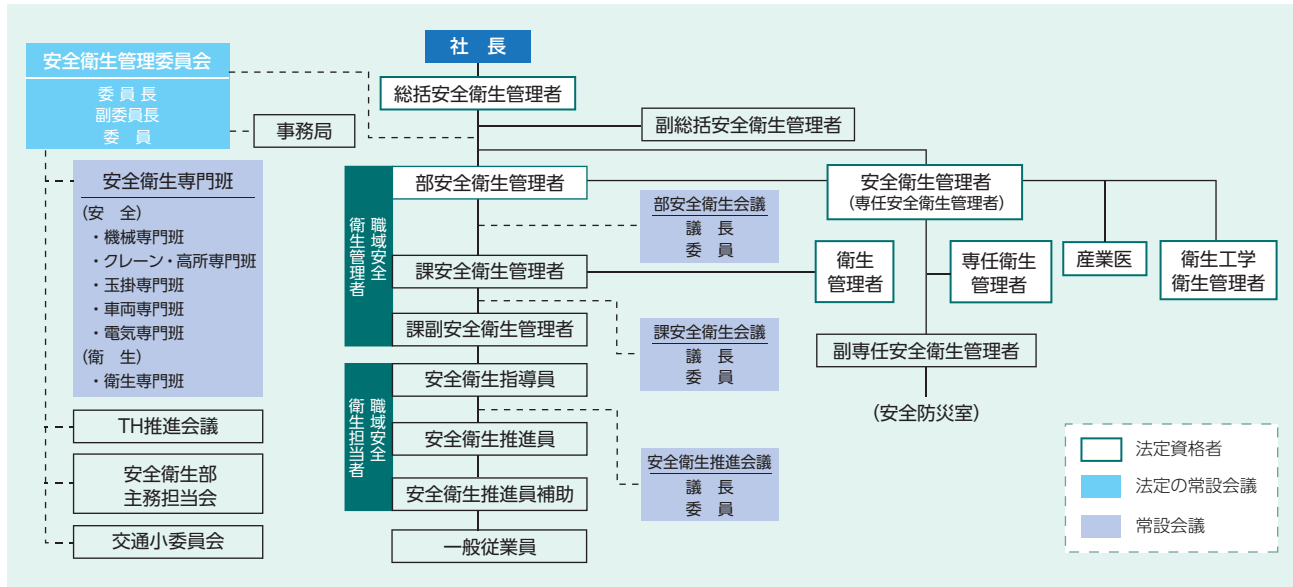 社 長
安全衛生管理委員会
委 員 長
副委員長
委 員
事務局
総括安全衛生管理者
副総括安全衛生管理者
安全衛生専門班
(安 全)
・機械専門班
・クレーン・高所専門班
・玉掛専門班
・車両専門班
・電気専門班
(衛 生)
・衛生専門班
TH推進会議
安全衛生部
主務担当会
交通小委員会
職域安全
衛生管理者
部安全衛生管理者
課安全衛生管理者
課副安全衛生管理者
職域安全
衛生担当者
安全衛生指導員
安全衛生推進員
安全衛生推進員補助
一般従業員
部安全衛生会議
議 長
委 員
課安全衛生会議
議 長
委 員
安全衛生推進会議
議 長
委 員
安全衛生管理者
(専任安全衛生管理者)
衛生
管理者
専任衛生
管理者
産業医
衛生工学
衛生管理者
副専任安全衛生管理者
(安全防災室)
法定資格者
法定の常設会議
常設会議